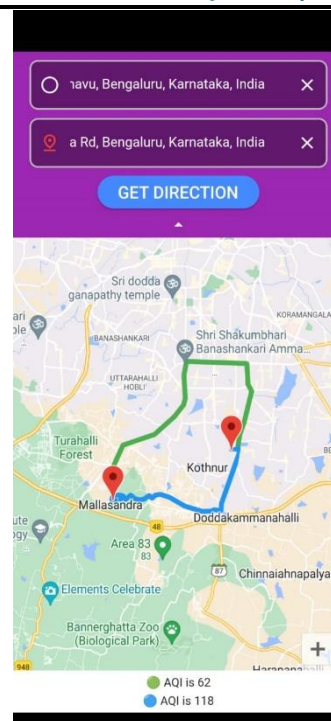 navu, Bengaluru, Karnataka, India
a Rd, Bengaluru, Karnataka, India
GET DIRECTION
Sri dodda
ganapathy temple
KORAMANGALA
BANASHANKARI
Shri Shakumbhari
Banashankari Amma...
UTTARAHALLI
HOBLI
Turahalli
Forest
Kothnur
Mallasandra
Doddakammanahalli
48
Area 83
83
87
Chinnaiahnapalya
Elements Celebrate
Bannerghatta Zoo
(Biological Park)
948
+
AQI is 62
AQI is 118